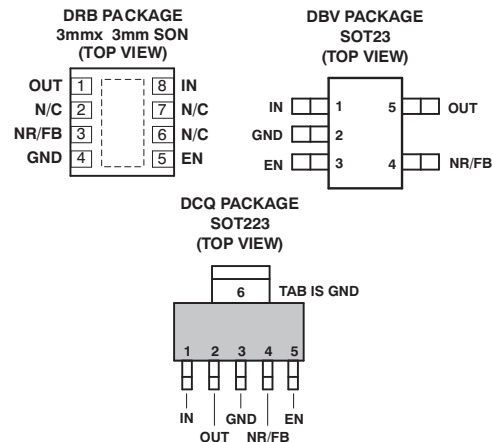 DRB PACKAGE
3mmx 3mm SON
(TOP VIEW)
OUT 1 8 IN
N/C 2 7 N/C
NR/FB 3 6 N/C
GND 4 5 EN
DBV PACKAGE
SOT23
(TOP VIEW)
IN 1 5 OUT
GND 2
EN 3 4 NR/FB
DCQ PACKAGE
SOT223
(TOP VIEW)
6 TAB IS GND
1 2 3 4 5
IN GND EN
OUT NR/FB